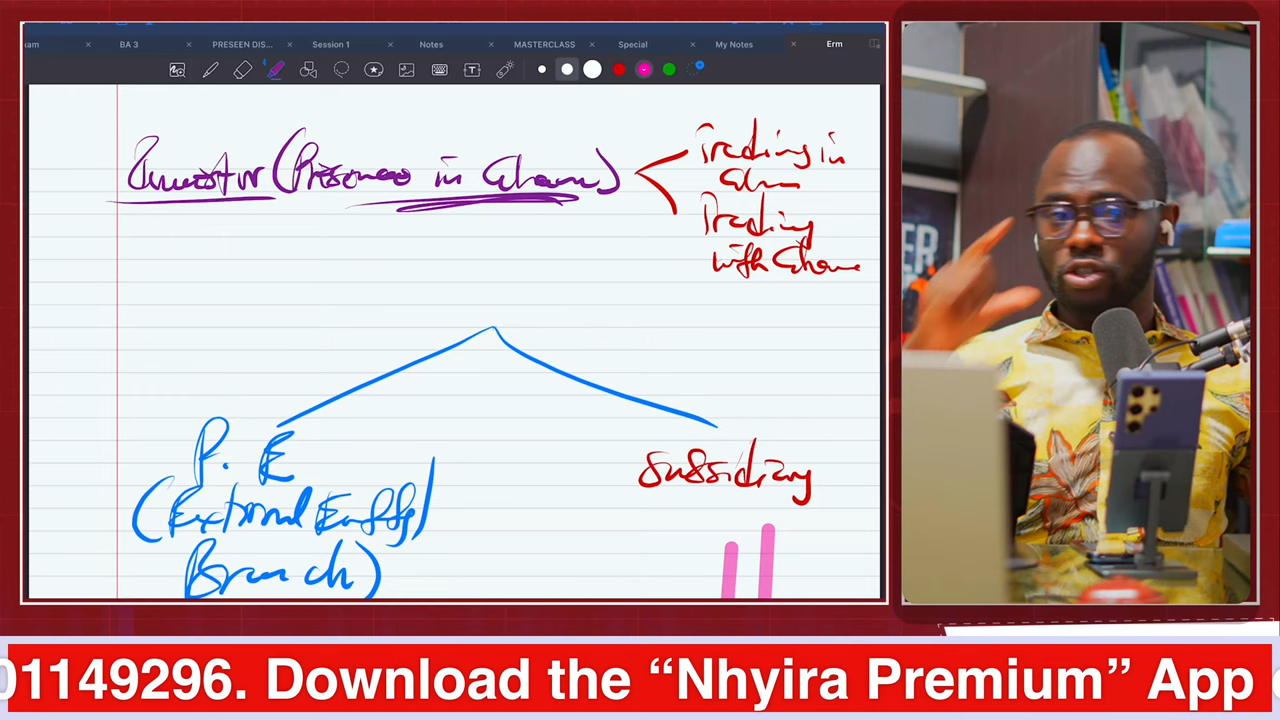 BA 3
PRESEEN DIS...
Session 1
Notes
MASTERCLASS
Special
My Notes
Erm
Investor (Presence in Ghana)
Trading in
Ghana
Trading
with Ghana
P. E
(External Entity
Branch)
Subsidiary
01149296. Download the “Nhyira Premium” App